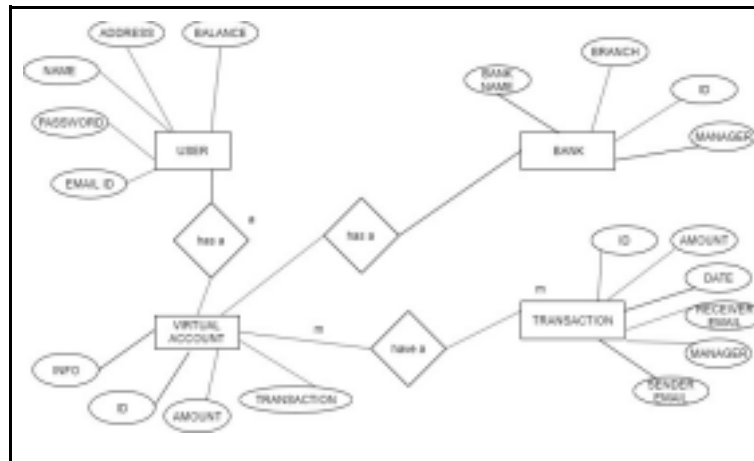 ADDRESS
BALANCE
NAME
PASSWORD
EMAIL ID
USER
has a
BRANCH
BANK
NAME
ID
MANAGER
BANK
has a
ID
AMOUNT
DATE
RECEIVER
EMAIL
MANAGER
SENDER
EMAIL
m
TRANSACTION
VIRTUAL
ACCOUNT
m
have a
INFO
ID
AMOUNT
TRANSACTION